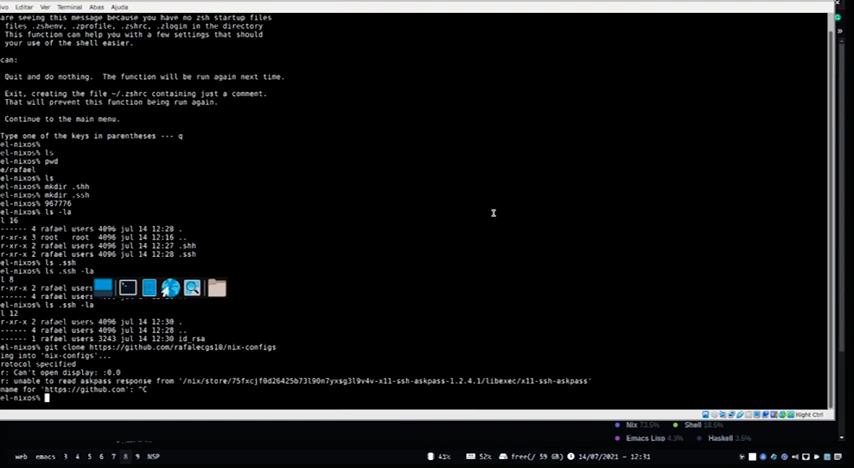 ivo Editar Ver Terminal Abas Ajuda
are seeing this message because you have no zsh startup files
files .zshenv, .zprofile, .zshrc, .zlogin in the directory
This function can help you with a few settings that should
your use of the shell easier.
can:
Quit and do nothing. The function will be run again next time.
Exit, creating the file ~/.zshrc containing just a comment.
That will prevent this function being run again.
Continue to the main menu.
Type one of the keys in parentheses --- q
el-nixos%
el-nixos% ls
el-nixos% pwd
e/rafael
el-nixos% ls
el-nixos% mkdir .shh
el-nixos% mkdir .ssh
el-nixos% 967776
el-nixos% ls -la
l 16
------ 4 rafael users 4096 jul 14 12:28 .
r-xr-x 3 root root 4096 jul 14 12:16 ..
r-xr-x 2 rafael users 4096 jul 14 12:27 .shh
r-xr-x 2 rafael users 4096 jul 14 12:28 .ssh
el-nixos% ls .ssh
el-nixos% ls .ssh -la
l 8
r-xr-x 2 rafael users
------ 4 rafael users 4096
el-nixos% ls .ssh -la
l 12
r-xr-x 2 rafael users 4096 jul 14 12:30 .
------ 4 rafael users 4096 jul 14 12:28 ..
------ 1 rafael users 3243 jul 14 12:30 id_rsa
el-nixos% git clone https://github.com/rafaelcgs10/nix-configs
ing into 'nix-configs'...
rotocol specified
r: Can't open display: :0.0
r: unable to read askpass response from '/nix/store/75fxcjf0d26425b73l90n7yxsg3l9v4v-x11-ssh-askpass-1.2.4.1/libexec/x11-ssh-askpass'
name for 'https://github.com': ^C
el-nixos%
Right Ctrl
Nix 73.5% Shell 18.6%
Emacs Lisp 4.3% Haskell 3.5%
web emacs 3 4 5 6 7 8 9 NSP 43% 52% free(/ 59 GB) 14/07/2021 - 12:31